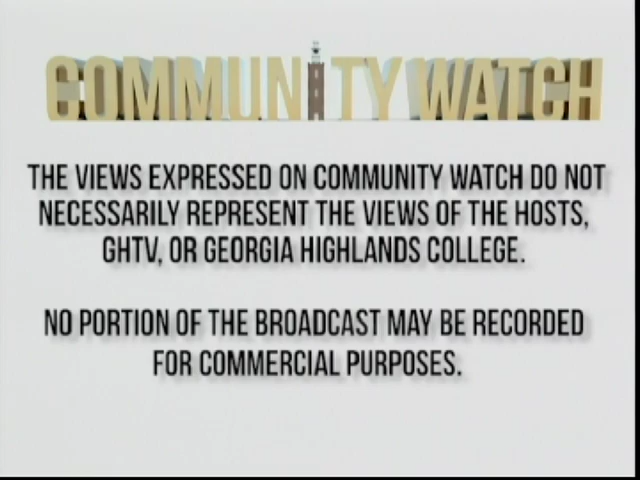 COMMUNITY WATCH
THE VIEWS EXPRESSED ON COMMUNITY WATCH DO NOT
NECESSARILY REPRESENT THE VIEWS OF THE HOSTS,
GHTV, OR GEORGIA HIGHLANDS COLLEGE.
NO PORTION OF THE BROADCAST MAY BE RECORDED
FOR COMMERCIAL PURPOSES.